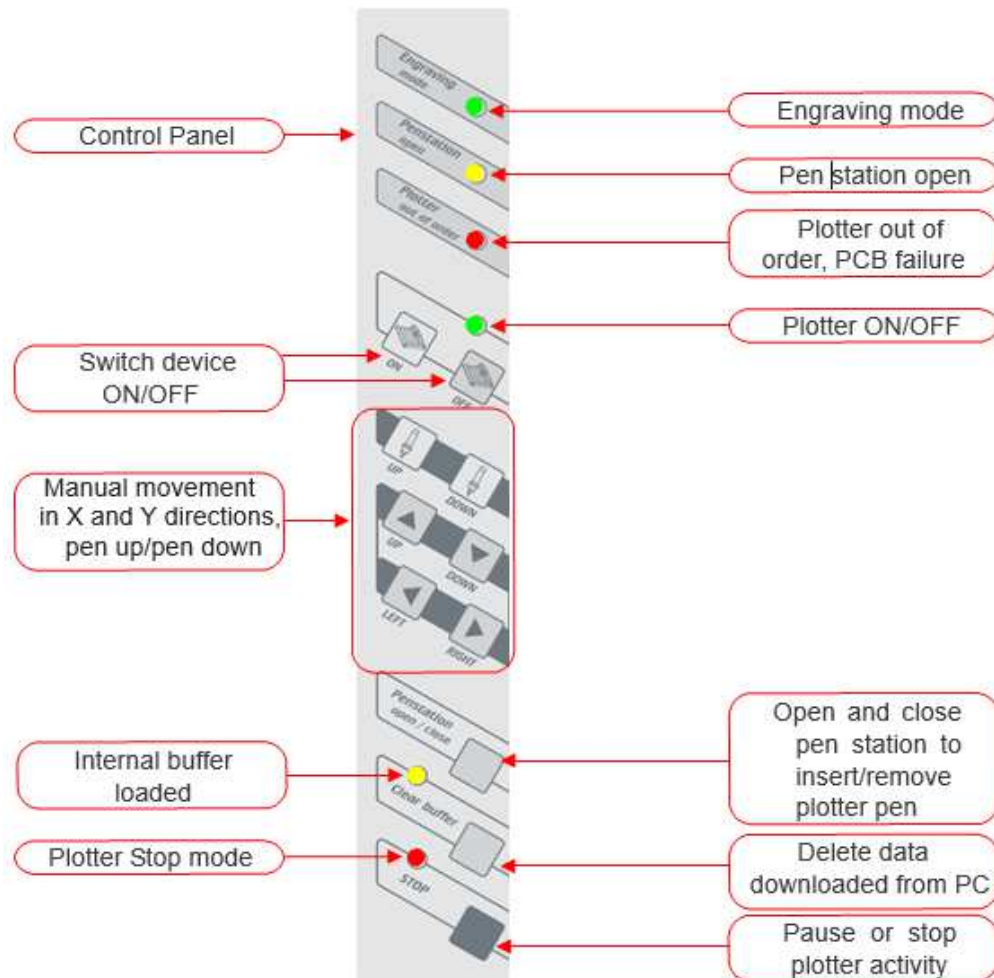 Engraving
mode
Engraving mode
Control Panel
Penstation
open
Pen station open
Plotter
out of order
Plotter out of
order, PCB failure
Plotter ON/OFF
Switch device
ON/OFF
ON
OFF
Manual movement
in X and Y directions,
pen up/pen down
UP
DOWN
UP
DOWN
LEFT
RIGHT
Penstation
open / close
Open and close
pen station to
insert/remove
plotter pen
Internal buffer
loaded
Clear buffer
Delete data
downloaded from PC
Plotter Stop mode
STOP
Pause or stop
plotter activity